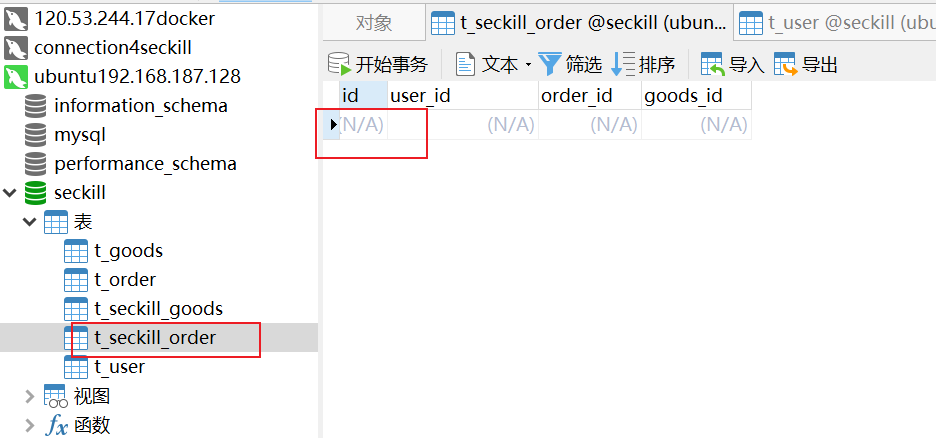 120.53.244.17docker
connection4seckill
ubuntu192.168.187.128
information_schema
mysql
performance_schema
seckill
表
t_goods
t_order
t_seckill_goods
t_seckill_order
t_user
视图
函数
对象
t_seckill_order @seckill (ubun...
t_user @seckill (ubun
开始事务
文本
筛选
排序
导入
导出
id user_id order_id goods_id
(N/A) (N/A) (N/A) (N/A)